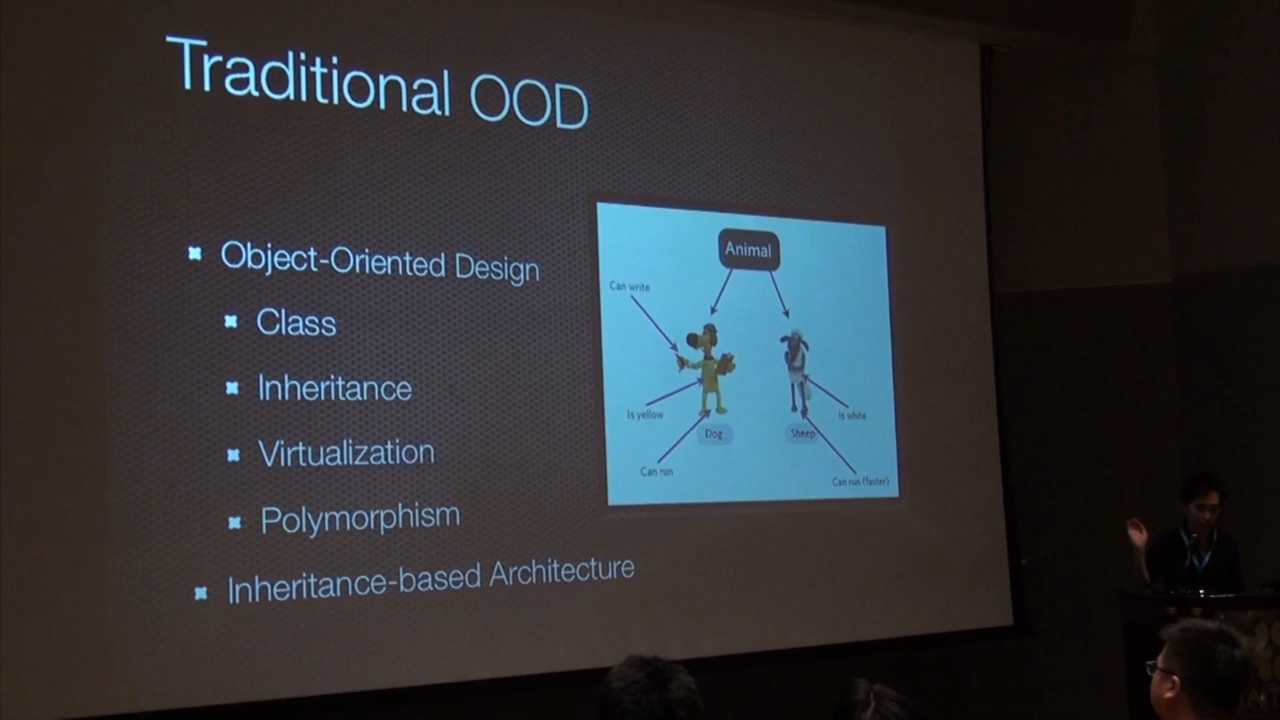 Traditional OOD
Object-Oriented Design
Class
Inheritance
Virtualization
Polymorphism
Inheritance-based Architecture
Animal
Can write
Is yellow
Is white
Dog
Sheep
Can run
Can run (faster)